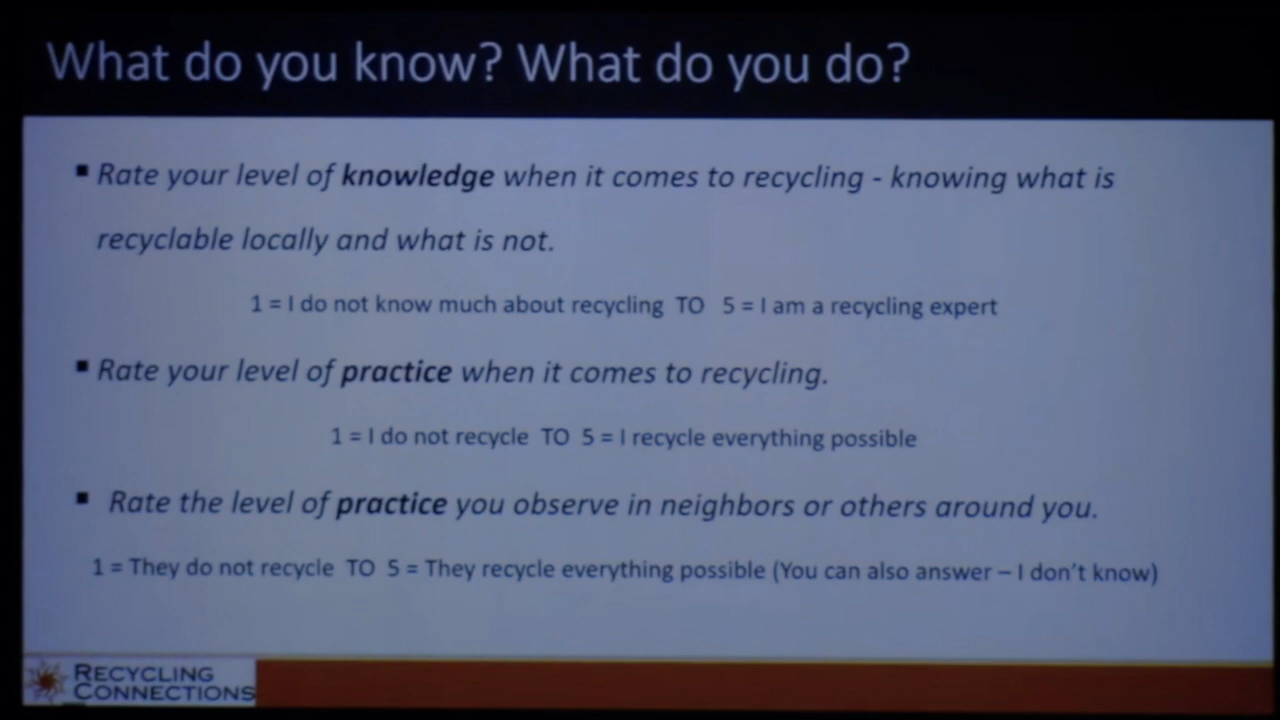 What do you know? What do you do?
▪ Rate your level of knowledge when it comes to recycling - knowing what is
recyclable locally and what is not.
1 = I do not know much about recycling TO 5 = I am a recycling expert
▪ Rate your level of practice when it comes to recycling.
1 = I do not recycle TO 5 = I recycle everything possible
▪ Rate the level of practice you observe in neighbors or others around you.
1 = They do not recycle TO 5 = They recycle everything possible (You can also answer – I don't know)
RECYCLING
CONNECTIONS